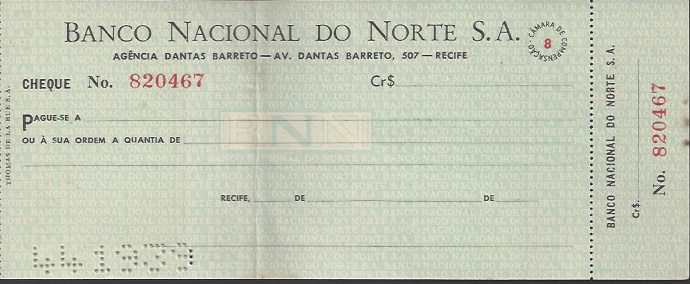 BANCO NACIONAL DO NORTE S.A.
CÂMARA DE COMPENSAÇÃO 8
AGÊNCIA DANTAS BARRETO — AV. DANTAS BARRETO, 507 — RECIFE
CHEQUE No. 820467 Cr$
PAGUE-SE A
OU À SUA ORDEM A QUANTIA DE
BNN
RECIFE, DE DE
THOMAS DE LA RUE S.A.
BANCO NACIONAL DO NORTE S.A.
Cr$.
No. 820467